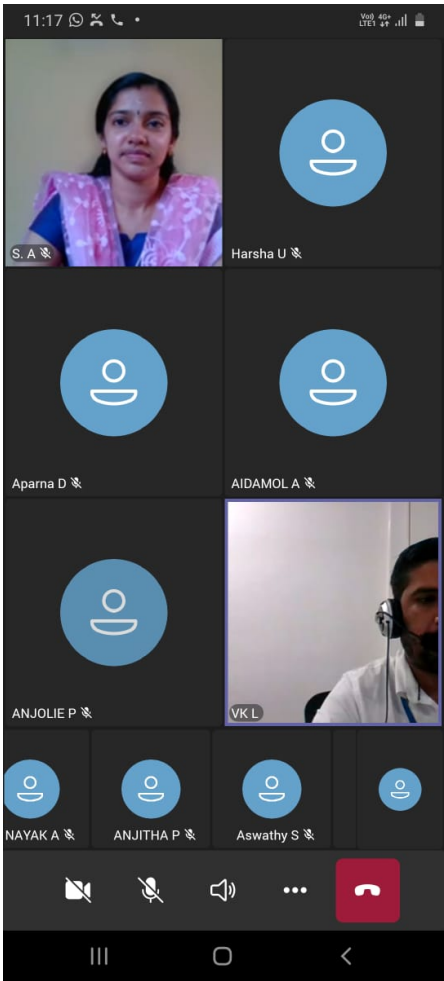 11:17
Vo) 4G+
LTE1
S. A
Harsha U
Aparna D
AIDAMOL A
ANJOLIE P
VK L
NAYAK A
ANJITHA P
Aswathy S